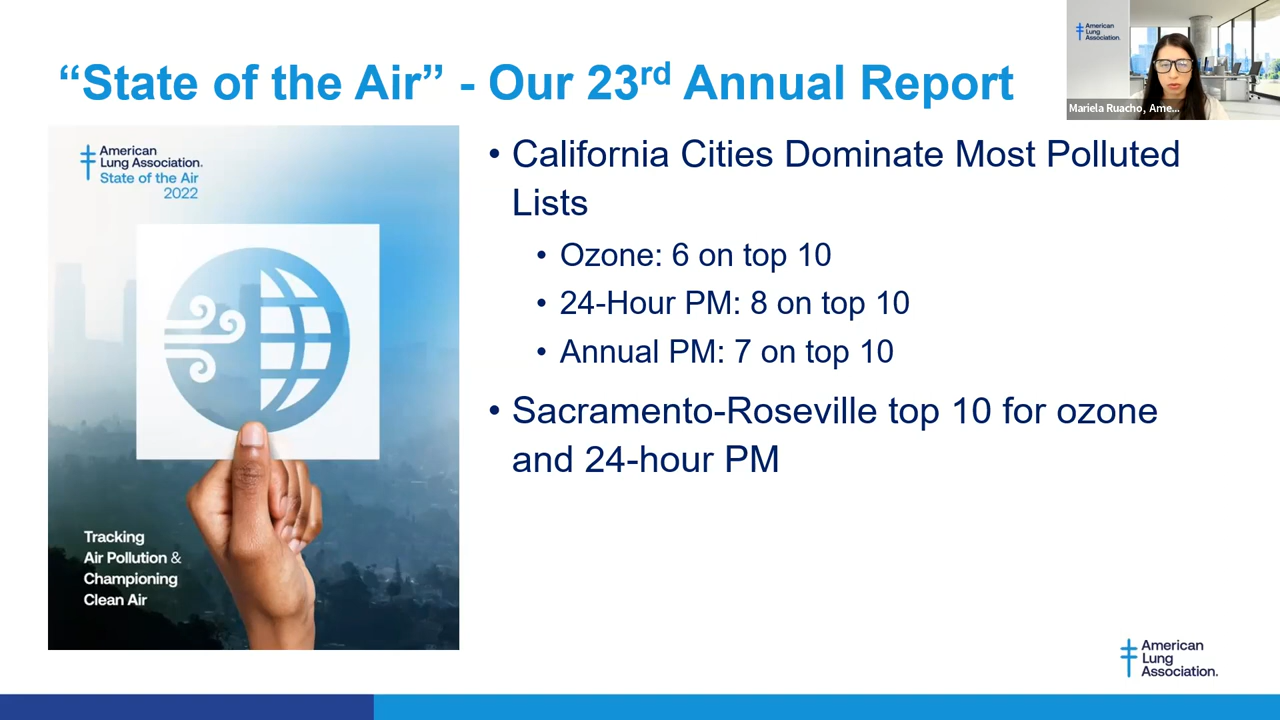 “State of the Air” - Our 23rd Annual Report
American
Lung
Association.
Mariela Ruacho, Ame...
American
Lung Association.
State of the Air
2022
Tracking
Air Pollution &
Championing
Clean Air
• California Cities Dominate Most Polluted
Lists
• Ozone: 6 on top 10
• 24-Hour PM: 8 on top 10
• Annual PM: 7 on top 10
• Sacramento-Roseville top 10 for ozone
and 24-hour PM
American
Lung
Association.